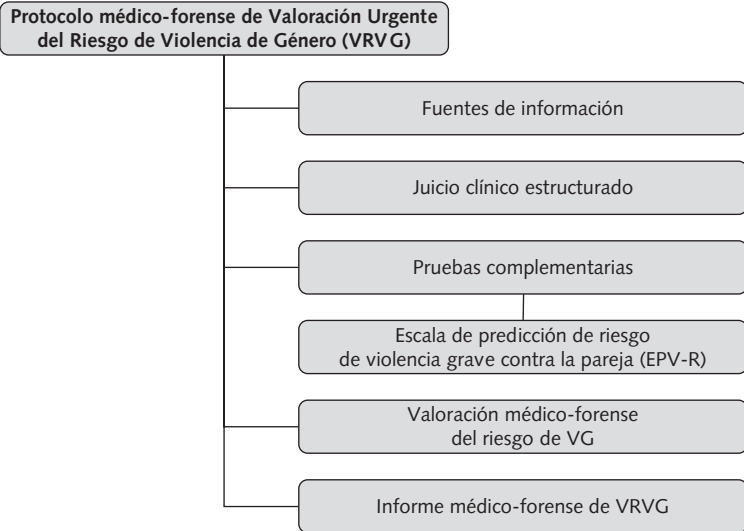 Protocolo médico-forense de Valoración Urgente
del Riesgo de Violencia de Género (VRVG)
Fuentes de información
Juicio clínico estructurado
Pruebas complementarias
Escala de predicción de riesgo
de violencia grave contra la pareja (EPV-R)
Valoración médico-forense
del riesgo de VG
Informe médico-forense de VRVG